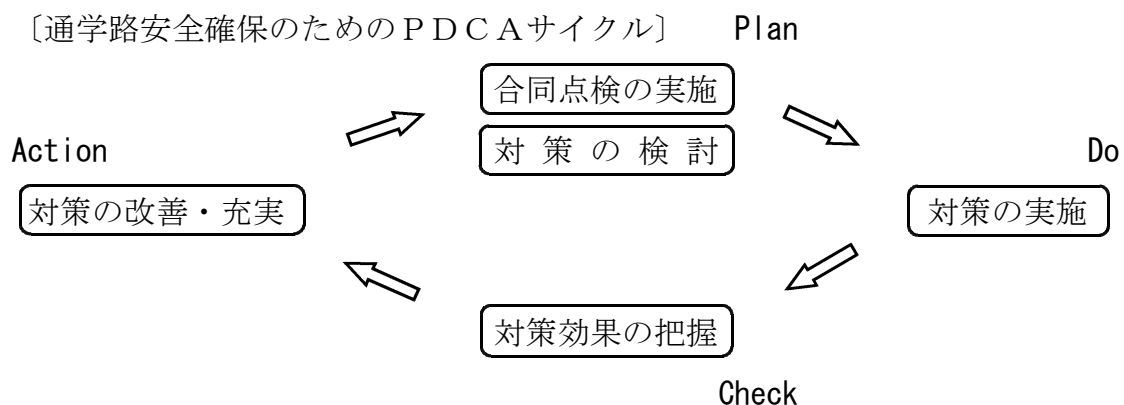 〔通学路安全確保のためのＰＤＣＡサイクル〕 Plan
合同点検の実施
対策の検討
Action
Do
対策の改善・充実
対策の実施
対策効果の把握
Check